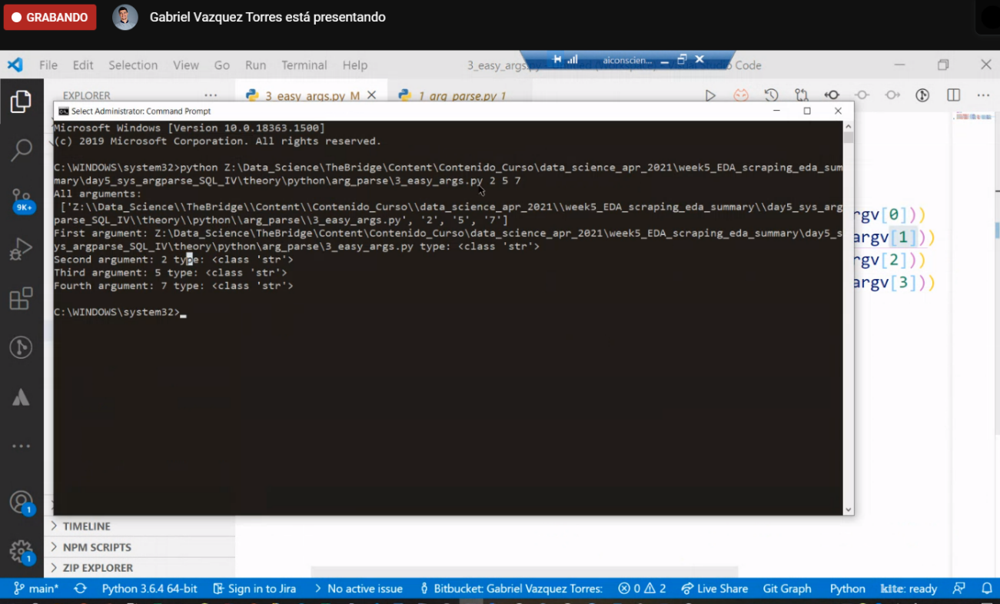 GRABANDO
Gabriel Vazquez Torres está presentando
File Edit Selection View Go Run Terminal Help
3_easy_args.py
aiconscien...
Code
EXPLORER
3_easy_args.py M
1_arg_parse.py 1
Select Administrator: Command Prompt
Microsoft Windows [Version 10.0.18363.1500]
(c) 2019 Microsoft Corporation. All rights reserved.
C:\WINDOWS\system32>python Z:\Data_Science\TheBridge\Content\Contenido_Curso\data_science_apr_2021\week5_EDA_scraping_eda_sum
mary\day5_sys_argparse_SQL_IV\theory\python\arg_parse\3_easy_args.py 2 5 7
All arguments:
['Z:\\Data_Science\\TheBridge\\Content\\Contenido_Curso\\data_science_apr_2021\\week5_EDA_scraping_eda_summary\\day5_sys_arg
parse_SQL_IV\\theory\\python\\arg_parse\\3_easy_args.py', '2', '5', '7']
First argument: Z:\Data_Science\TheBridge\Content\Contenido_Curso\data_science_apr_2021\week5_EDA_scraping_eda_summary\day5_s
ys_argparse_SQL_IV\theory\python\arg_parse\3_easy_args.py type: <class 'str'>
Second argument: 2 type: <class 'str'>
Third argument: 5 type: <class 'str'>
Fourth argument: 7 type: <class 'str'>
C:\WINDOWS\system32>
rgv[0]))
argv[1]))
rgv[2]))
argv[3]))
9K+
1
1
TIMELINE
NPM SCRIPTS
ZIP EXPLORER
main* Python 3.6.4 64-bit Sign in to Jira No active issue Bitbucket: Gabriel Vazquez Torres: 0 2 Live Share Git Graph Python kite: ready